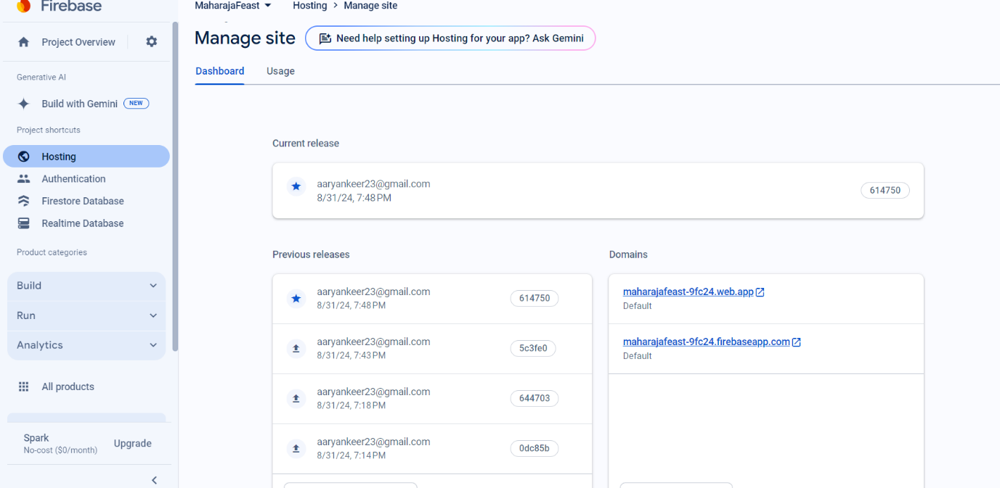 Firebase
MaharajaFeast
Hosting > Manage site
Project Overview
Manage site
Need help setting up Hosting for your app? Ask Gemini
Dashboard
Usage
Generative AI
Build with Gemini NEW
Project shortcuts
Hosting
Authentication
Firestore Database
Realtime Database
Product categories
Build
Run
Analytics
All products
Spark
No-cost ($0/month)
Upgrade
Current release
aaryankeer23@gmail.com
8/31/24, 7:48 PM
614750
Previous releases
aaryankeer23@gmail.com
8/31/24, 7:48 PM
614750
aaryankeer23@gmail.com
8/31/24, 7:43 PM
5c3fe0
aaryankeer23@gmail.com
8/31/24, 7:18 PM
644703
aaryankeer23@gmail.com
8/31/24, 7:14 PM
0dc85b
Domains
maharajafeast-9fc24.web.app
Default
maharajafeast-9fc24.firebaseapp.com
Default